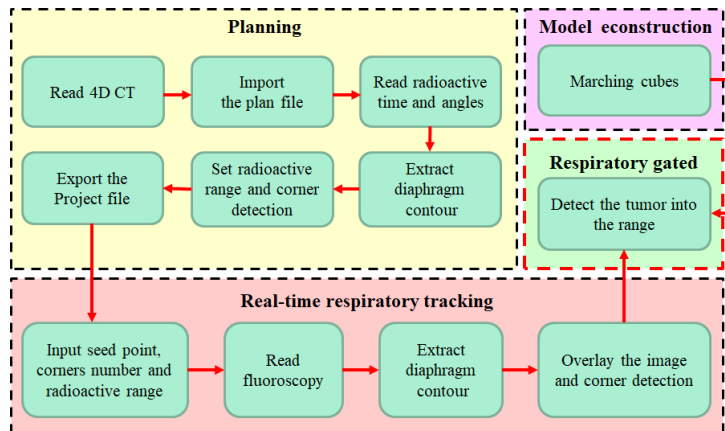 Planning
Read 4D CT
Import
the plan file
Read radioactive
time and angles
Export the
Project file
Set radioactive
range and corner
detection
Extract
diaphragm
contour
Model econstruction
Marching cubes
Respiratory gated
Detect the tumor into
the range
Real-time respiratory tracking
Input seed point,
corners number and
radioactive range
Read
fluoroscopy
Extract
diaphragm
contour
Overlay the image
and corner detection